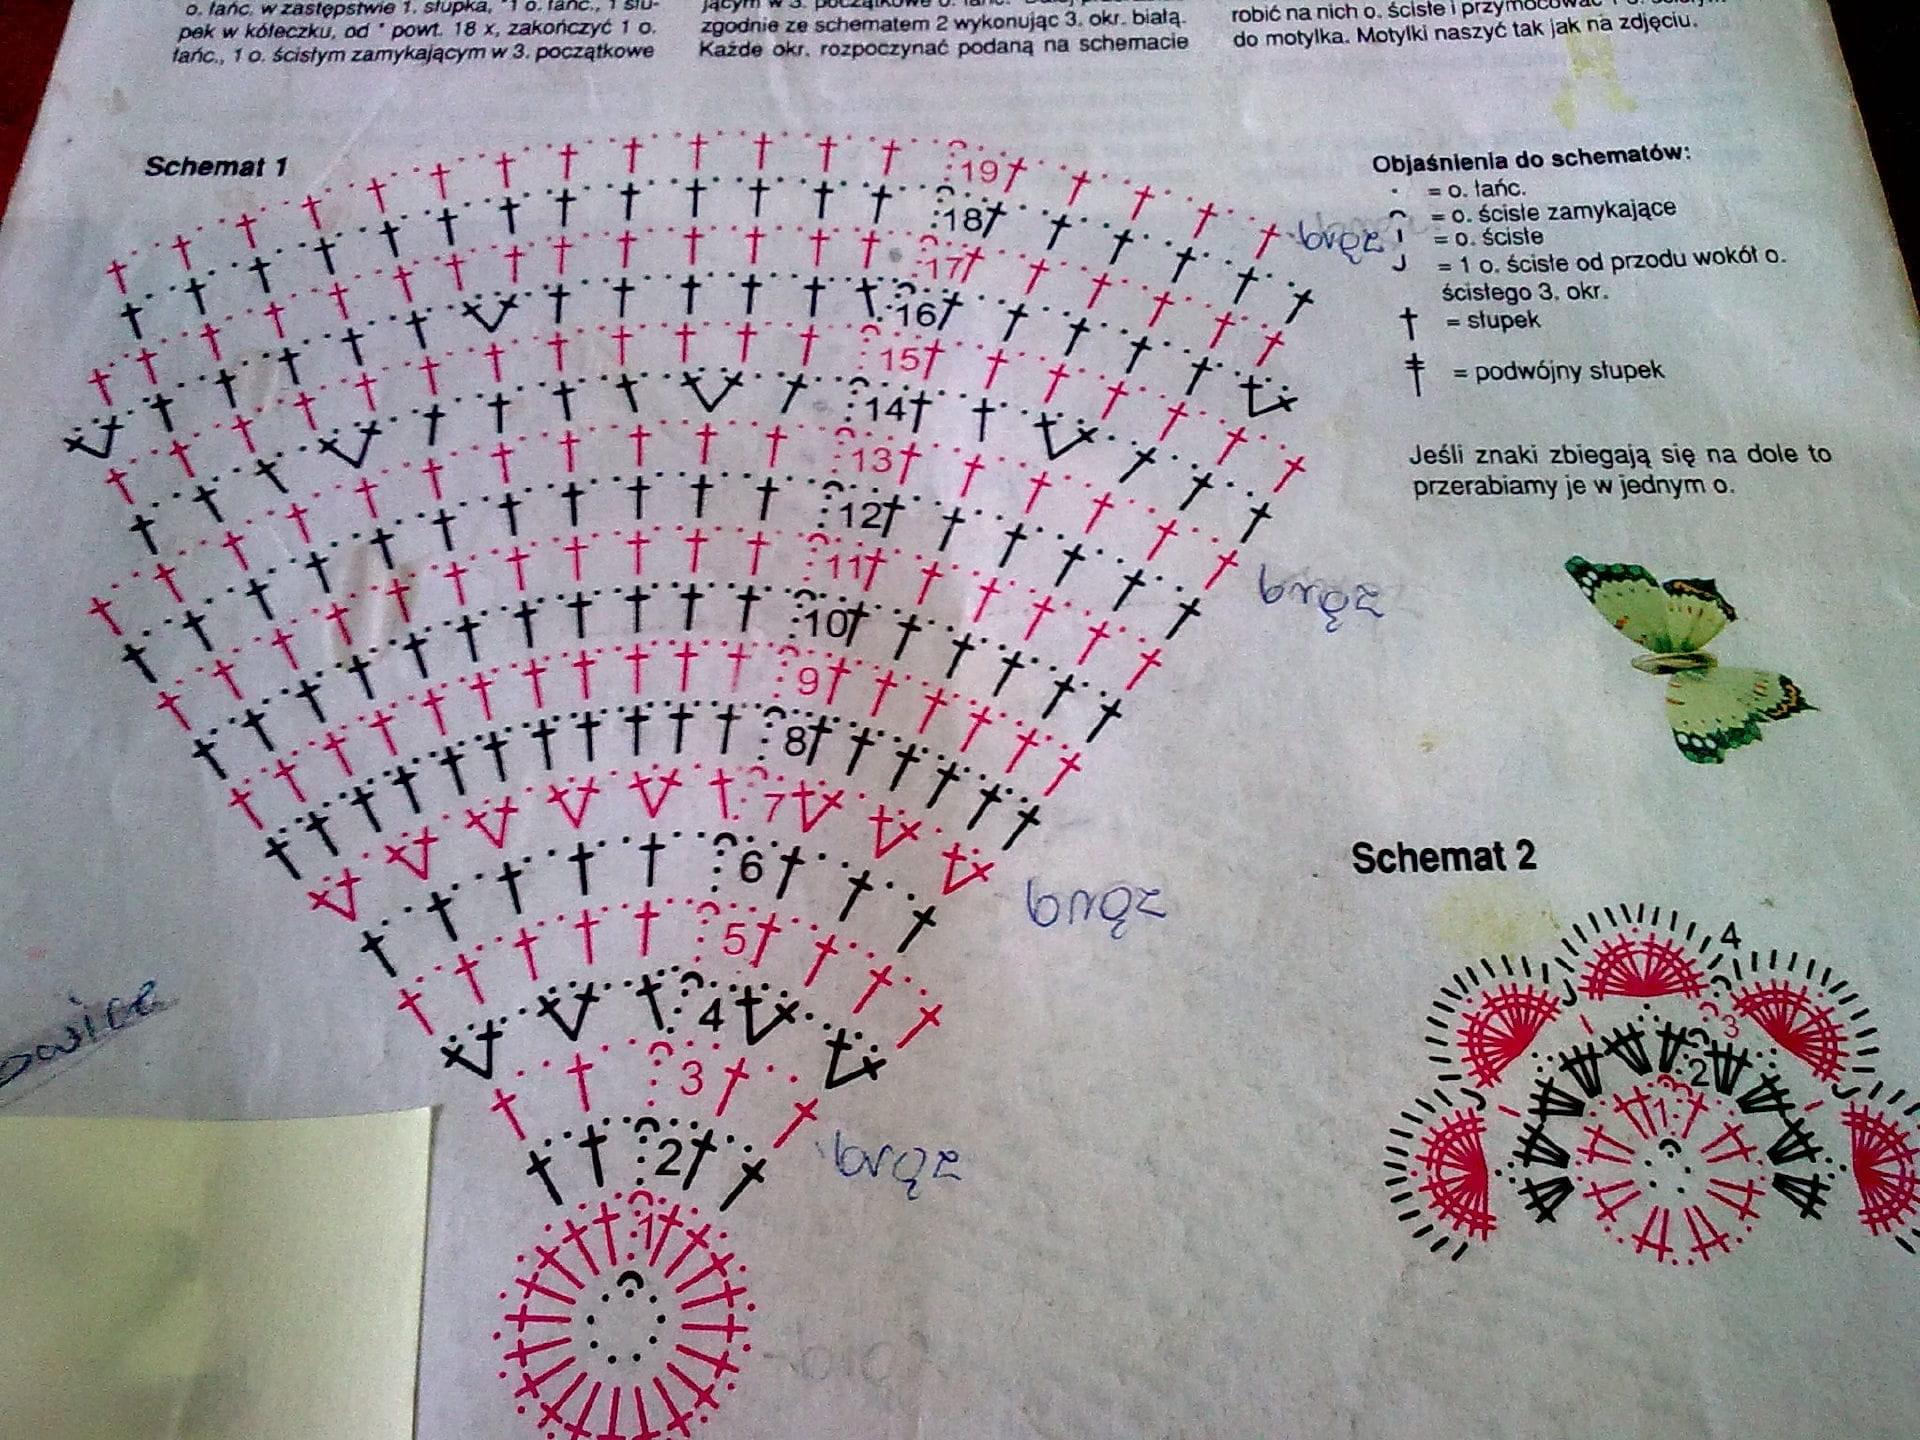 o. łańc. w zastępstwie 1. słupka, *1 o. łańc., 1 słu-
pek w kółeczku, od * powt. 18 x, zakończyć 1 o.
łańc., 1 o. ścisłym zamykającym w 3. początkowe
zgodnie ze schematem 2 wykonując 3. okr. białą.
Każde okr. rozpoczynać podaną na schemacie
robić na nich o. ścisłe i przymocować 1 o. ścisłym
do motylka. Motylki naszyć tak jak na zdjęciu.
Schemat 1
19
18
17
16
15
14
13
12
11
10
9
8
7
6
5
4
3
2
1
Objaśnienia do schematów:
= o. łańc.
= o. ścisłe zamykające
= o. ścisłe
= 1 o. ścisłe od przodu wokół o.
ścisłego 3. okr.
= słupek
= podwójny słupek
Jeśli znaki zbiegają się na dole to
przerabiamy je w jednym o.
Schemat 2
4
3
2
1